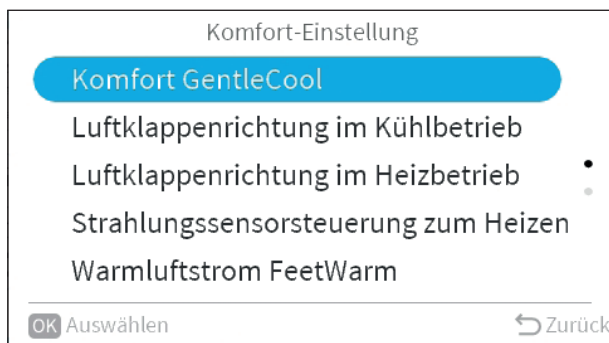 Komfort-Einstellung
Komfort GentleCool
Luftklappenrichtung im Kühlbetrieb
Luftklappenrichtung im Heizbetrieb
Strahlungssensorsteuerung zum Heizen
Warmluftstrom FeetWarm
OK Auswählen Zurück